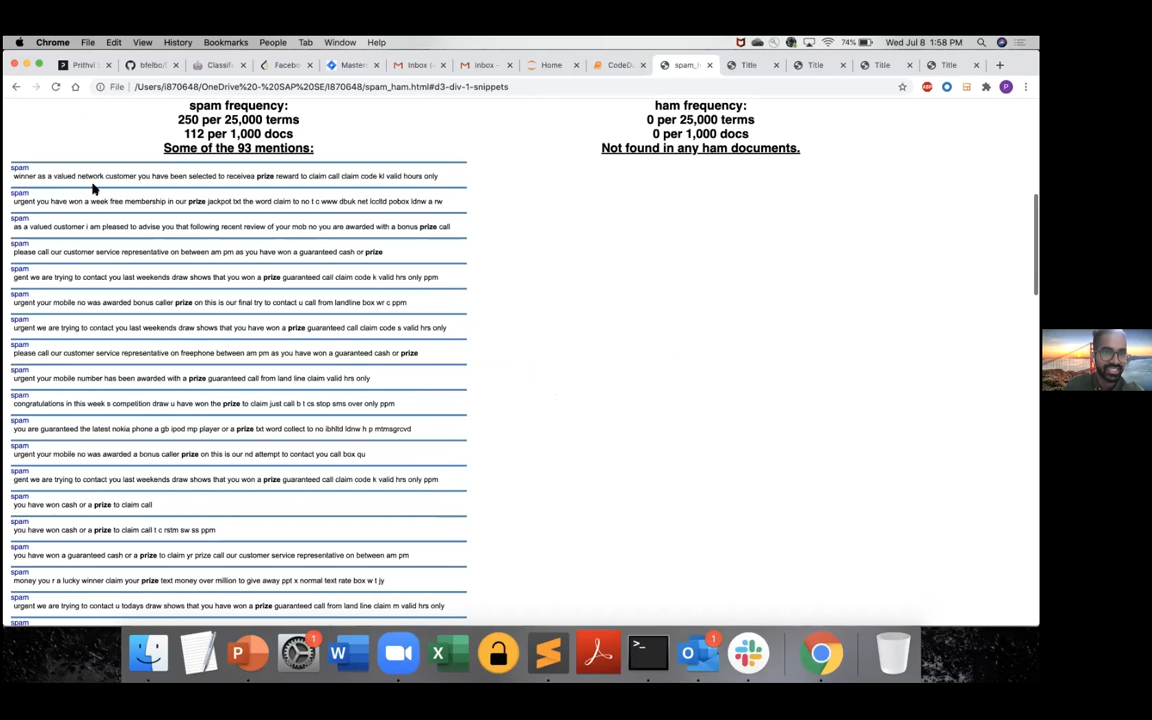 Chrome File Edit View History Bookmarks People Tab Window Help 74% Wed Jul 8 1:58 PM
Prithvi bfelbo/ Classif Faceboo Masters Inbox ( Inbox - Home CodeD spam_h Title Title Title Title
File /Users/i870648/OneDrive%20-%20SAP%20SE/I870648/spam_ham.html#d3-div-1-snippets
P
spam frequency:
250 per 25,000 terms
112 per 1,000 docs
Some of the 93 mentions:
ham frequency:
0 per 25,000 terms
0 per 1,000 docs
Not found in any ham documents.
spam
winner as a valued network customer you have been selected to receivea prize reward to claim call claim code kl valid hours only
spam
urgent you have won a week free membership in our prize jackpot txt the word claim to no t c www dbuk net lccltd pobox ldnw a rw
spam
as a valued customer i am pleased to advise you that following recent review of your mob no you are awarded with a bonus prize call
spam
please call our customer service representative on between am pm as you have won a guaranteed cash or prize
spam
gent we are trying to contact you last weekends draw shows that you won a prize guaranteed call claim code k valid hrs only ppm
spam
urgent your mobile no was awarded bonus caller prize on this is our final try to contact u call from landline box wr c ppm
spam
urgent we are trying to contact you last weekends draw shows that you have won a prize guaranteed call claim code s valid hrs only
spam
please call our customer service representative on freephone between am pm as you have won a guaranteed cash or prize
spam
urgent your mobile number has been awarded with a prize guaranteed call from land line claim valid hrs only
spam
congratulations in this week s competition draw u have won the prize to claim just call b t cs stop sms over only ppm
spam
you are guaranteed the latest nokia phone a gb ipod mp player or a prize txt word collect to no ibhltd ldnw h p mtmsgrcvd
spam
urgent your mobile no was awarded a bonus caller prize on this is our nd attempt to contact you call box qu
spam
gent we are trying to contact you last weekends draw shows that you won a prize guaranteed call claim code k valid hrs only ppm
spam
you have won cash or a prize to claim call
spam
you have won cash or a prize to claim call t c rstm sw ss ppm
spam
you have won a guaranteed cash or a prize to claim yr prize call our customer service representative on between am pm
spam
money you r a lucky winner claim your prize text money over million to give away ppt x normal text rate box w t jy
spam
urgent we are trying to contact u todays draw shows that you have won a prize guaranteed call from land line claim m valid hrs only
spam